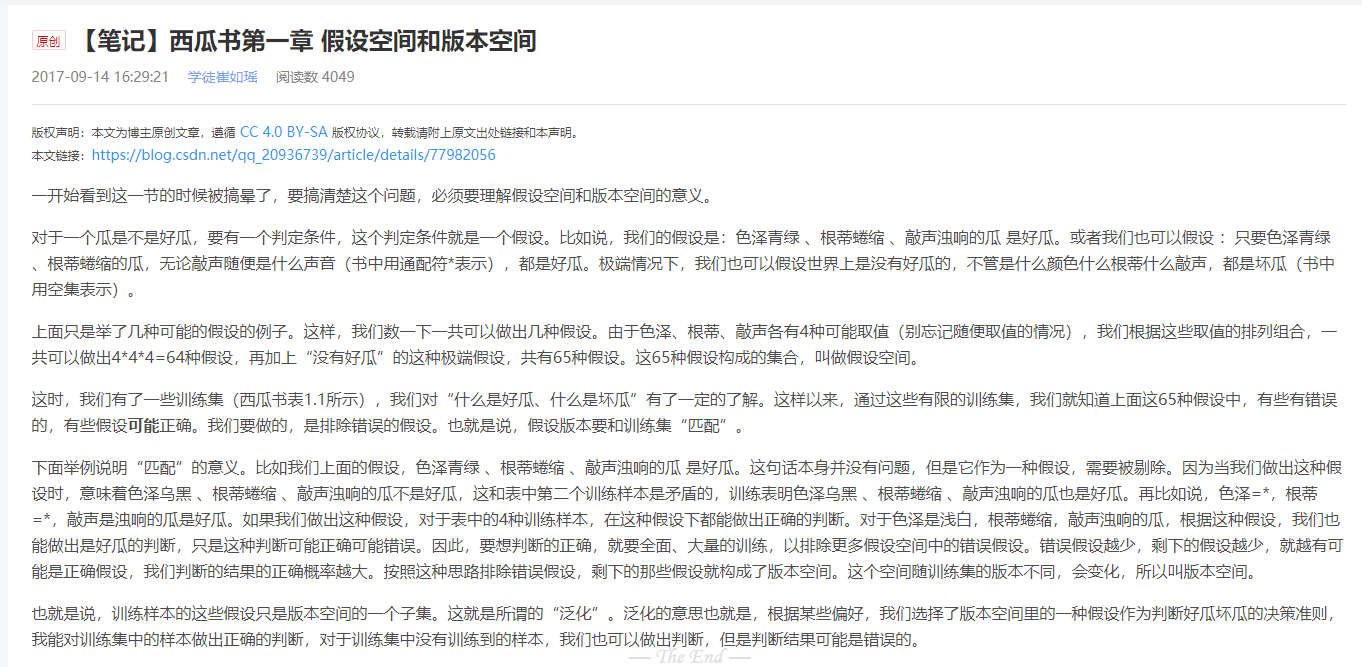 原创 【笔记】西瓜书第一章 假设空间和版本空间
2017-09-14 16:29:21 学徒崔如瑶 阅读数 4049
版权声明：本文为博主原创文章，遵循 CC 4.0 BY-SA 版权协议，转载请附上原文出处链接和本声明。
本文链接：https://blog.csdn.net/qq_20936739/article/details/77982056
一开始看到这一节的时候被搞晕了，要搞清楚这个问题，必须要理解假设空间和版本空间的意义。
对于一个瓜是不是好瓜，要有一个判定条件，这个判定条件就是一个假设。比如说，我们的假设是：色泽青绿 、根蒂蜷缩 、敲声浊响的瓜 是好瓜。或者我们也可以假设 ：只要色泽青绿
、根蒂蜷缩的瓜，无论敲声随便是什么声音（书中用通配符*表示），都是好瓜。极端情况下，我们也可以假设世界上是没有好瓜的，不管是什么颜色什么根蒂什么敲声，都是坏瓜（书中
用空集表示）。
上面只是举了几种可能的假设的例子。这样，我们数一下一共可以做出几种假设。由于色泽、根蒂、敲声各有4种可能取值（别忘记随便取值的情况），我们根据这些取值的排列组合，一
共可以做出4*4*4=64种假设，再加上“没有好瓜”的这种极端假设，共有65种假设。这65种假设构成的集合，叫做假设空间。
这时，我们有了一些训练集（西瓜书表1.1所示），我们对“什么是好瓜、什么是坏瓜”有了一定的了解。这样以来，通过这些有限的训练集，我们就知道上面这65种假设中，有些有错误
的，有些假设可能正确。我们要做的，是排除错误的假设。也就是说，假设版本要和训练集“匹配”。
下面举例说明“匹配”的意义。比如我们上面的假设，色泽青绿 、根蒂蜷缩 、敲声浊响的瓜 是好瓜。这句话本身并没有问题，但是它作为一种假设，需要被剔除。因为当我们做出这种假
设时，意味着色泽乌黑 、根蒂蜷缩 、敲声浊响的瓜不是好瓜，这和表中第二个训练样本是矛盾的，训练表明色泽乌黑 、根蒂蜷缩 、敲声浊响的瓜也是好瓜。再比如说，色泽=*，根蒂
=*，敲声是浊响的瓜是好瓜。如果我们做出这种假设，对于表中的4种训练样本，在这种假设下都能做出正确的判断。对于色泽是浅白，根蒂蜷缩，敲声浊响的瓜，根据这种假设，我们也
能做出是好瓜的判断，只是这种判断可能正确可能错误。因此，要想判断的正确，就要全面、大量的训练，以排除更多假设空间中的错误假设。错误假设越少，剩下的假设越少，就越有可
能是正确假设，我们判断的结果的正确概率越大。按照这种思路排除错误假设，剩下的那些假设就构成了版本空间。这个空间随训练集的版本不同，会变化，所以叫版本空间。
也就是说，训练样本的这些假设只是版本空间的一个子集。这就是所谓的“泛化”。泛化的意思也就是，根据某些偏好，我们选择了版本空间里的一种假设作为判断好瓜坏瓜的决策准则，
我能对训练集中的样本做出正确的判断，对于训练集中没有训练到的样本，我们也可以做出判断，但是判断结果可能是错误的。
— The End —